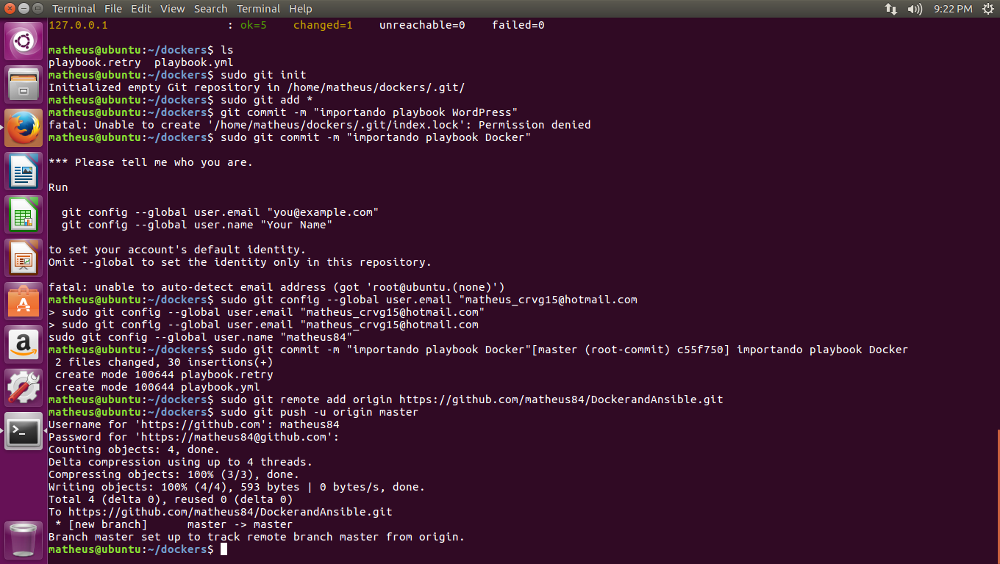 Terminal File Edit View Search Terminal Help 9:22 PM
127.0.0.1                  : ok=5    changed=1    unreachable=0    failed=0
matheus@ubuntu:~/dockers$ ls
playbook.retry  playbook.yml
matheus@ubuntu:~/dockers$ sudo git init
Initialized empty Git repository in /home/matheus/dockers/.git/
matheus@ubuntu:~/dockers$ sudo git add *
matheus@ubuntu:~/dockers$ git commit -m "importando playbook WordPress"
fatal: Unable to create '/home/matheus/dockers/.git/index.lock': Permission denied
matheus@ubuntu:~/dockers$ sudo git commit -m "importando playbook Docker"
*** Please tell me who you are.
Run
  git config --global user.email "you@example.com"
  git config --global user.name "Your Name"
to set your account's default identity.
Omit --global to set the identity only in this repository.
fatal: unable to auto-detect email address (got 'root@ubuntu.(none)')
matheus@ubuntu:~/dockers$ sudo git config --global user.email "matheus_crvg15@hotmail.com
> sudo git config --global user.email "matheus_crvg15@hotmail.com"
> sudo git config --global user.email "matheus_crvg15@hotmail.com
sudo git config --global user.name "matheus84"
matheus@ubuntu:~/dockers$ sudo git commit -m "importando playbook Docker"[master (root-commit) c55f750] importando playbook Docker
 2 files changed, 30 insertions(+)
 create mode 100644 playbook.retry
 create mode 100644 playbook.yml
matheus@ubuntu:~/dockers$ sudo git remote add origin https://github.com/matheus84/DockerandAnsible.git
matheus@ubuntu:~/dockers$ sudo git push -u origin master
Username for 'https://github.com': matheus84
Password for 'https://matheus84@github.com':
Counting objects: 4, done.
Delta compression using up to 4 threads.
Compressing objects: 100% (3/3), done.
Writing objects: 100% (4/4), 593 bytes | 0 bytes/s, done.
Total 4 (delta 0), reused 0 (delta 0)
To https://github.com/matheus84/DockerandAnsible.git
 * [new branch]      master -> master
Branch master set up to track remote branch master from origin.
matheus@ubuntu:~/dockers$